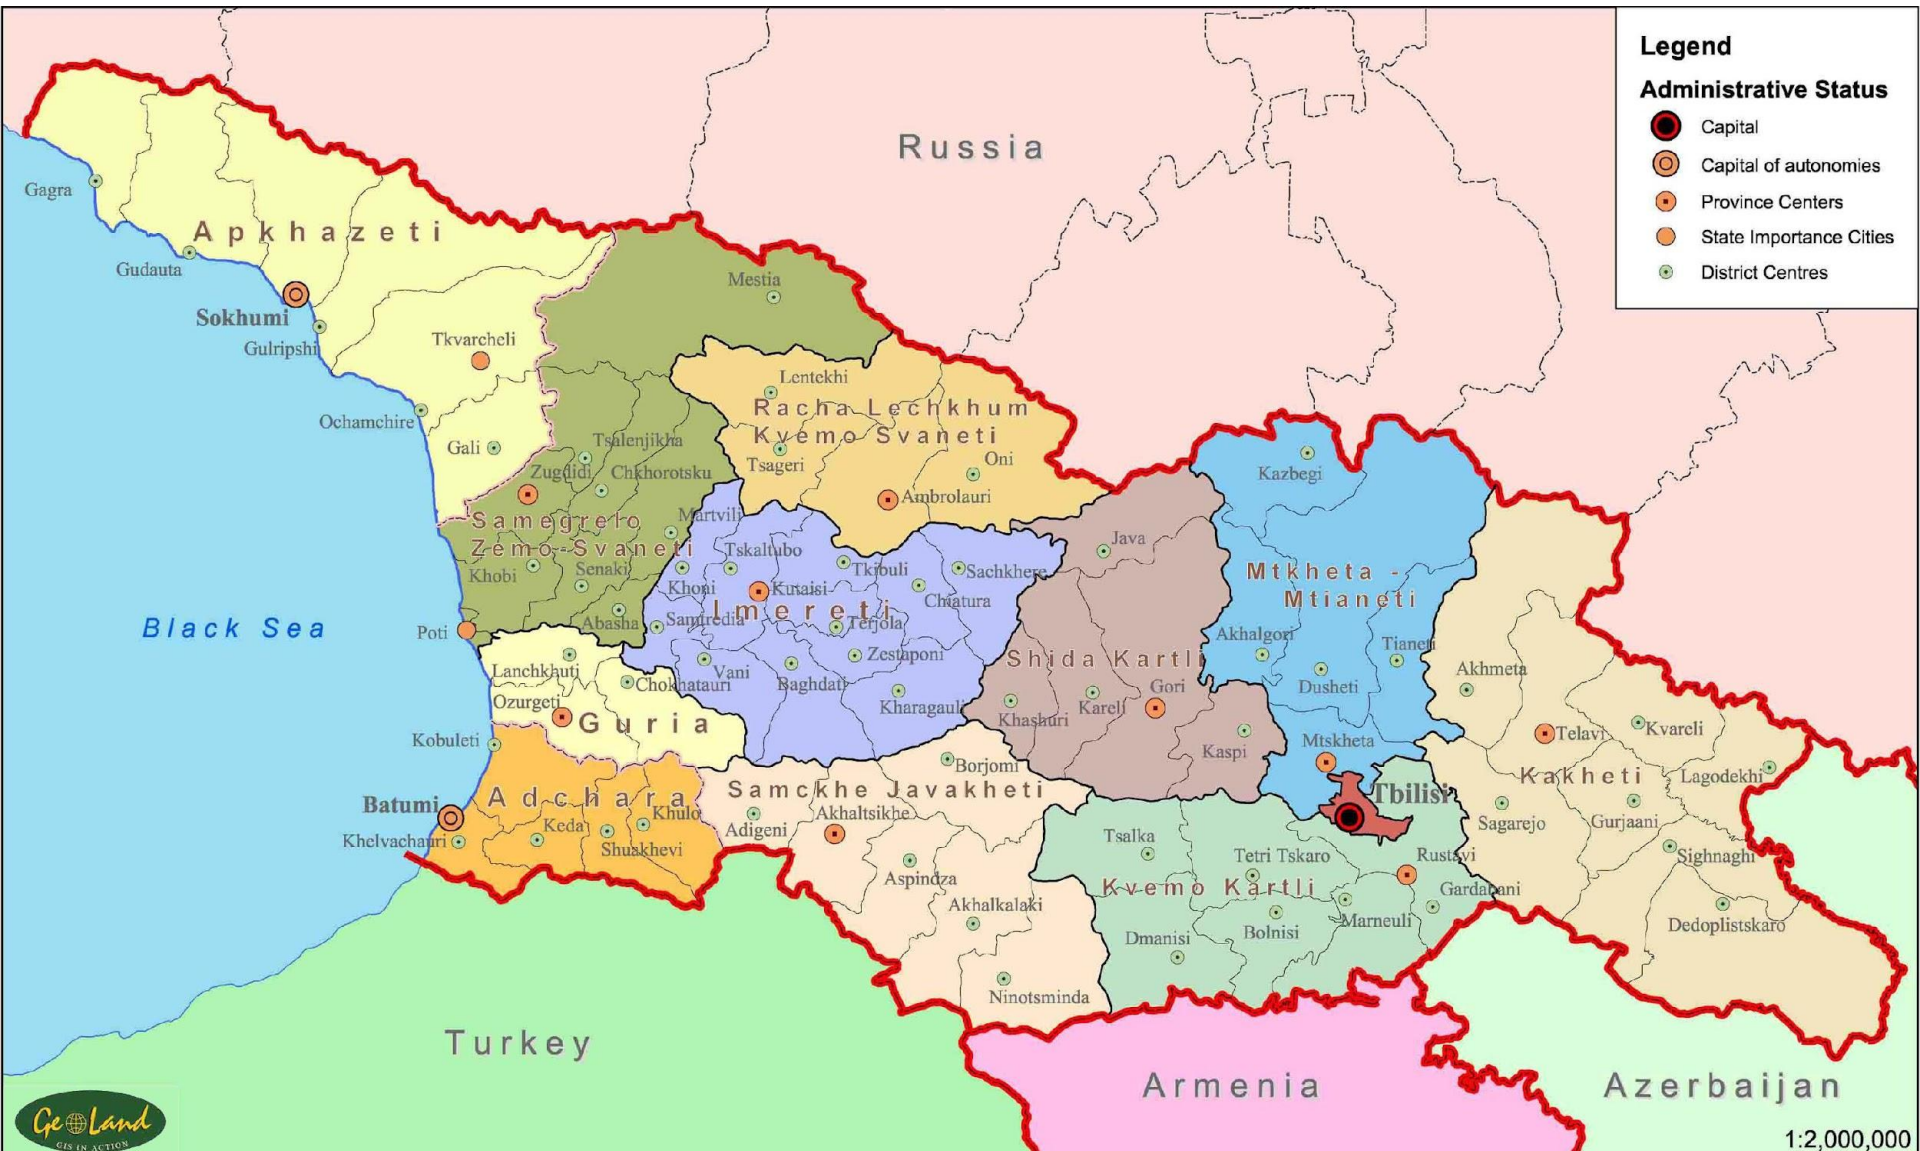 Legend
Administrative Status
Capital
Capital of autonomies
Province Centers
State Importance Cities
District Centres
Russia
Gagra
Apkhazeti
Gudauta
Sokhumi
Gulripshi
Tkvarcheli
Ochamchire
Gali
Mestia
Lentekhi
Racha Lechkhum
Kvemo Svaneti
Tsageri
Oni
Ambrolauri
Tsalenjikha
Zugdidi
Chkhorotsku
Samegrelo
Zemo-Svaneti
Martvili
Khobi
Senaki
Abasha
Poti
Black Sea
Tskaltubo
Khoni
Kutaisi
Tkibuli
Sachkhere
Chiatura
Imereti
Samtredia
Terjola
Vani
Baghdati
Zestaponi
Kharagauli
Lanchkhuti
Chokhatauri
Ozurgeti
Guria
Kobuleti
Batumi
Adchara
Khelvachauri
Keda
Khulo
Shuakhevi
Samckhe Javakheti
Borjomi
Adigeni
Akhaltsikhe
Aspindza
Akhalkalaki
Ninotsminda
Java
Shida Kartli
Gori
Khashuri
Kareli
Kaspi
Kazbegi
Mtkheta -
Mtianeti
Akhalgori
Tianeti
Dusheti
Mtskheta
Tbilisi
Tsalka
Tetri Tskaro
Rustavi
Kvemo Kartli
Gardabani
Marneuli
Bolnisi
Dmanisi
Akhmeta
Telavi
Kvareli
Kakheti
Lagodekhi
Sagarejo
Gurjaani
Sighnaghi
Dedoplistskaro
Turkey
Armenia
Azerbaijan
GeoLand
GIS IN ACTION
1:2,000,000